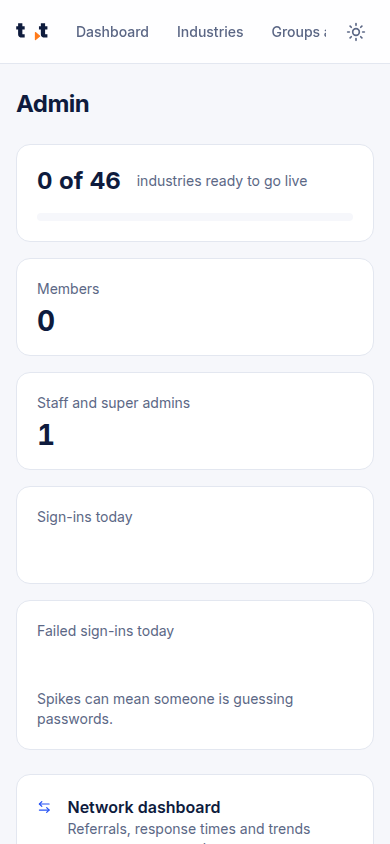 t t Dashboard Industries Groups
Admin
0 of 46 industries ready to go live
Members
0
Staff and super admins
1
Sign-ins today
Failed sign-ins today
Spikes can mean someone is guessing
passwords.
Network dashboard
Referrals, response times and trends